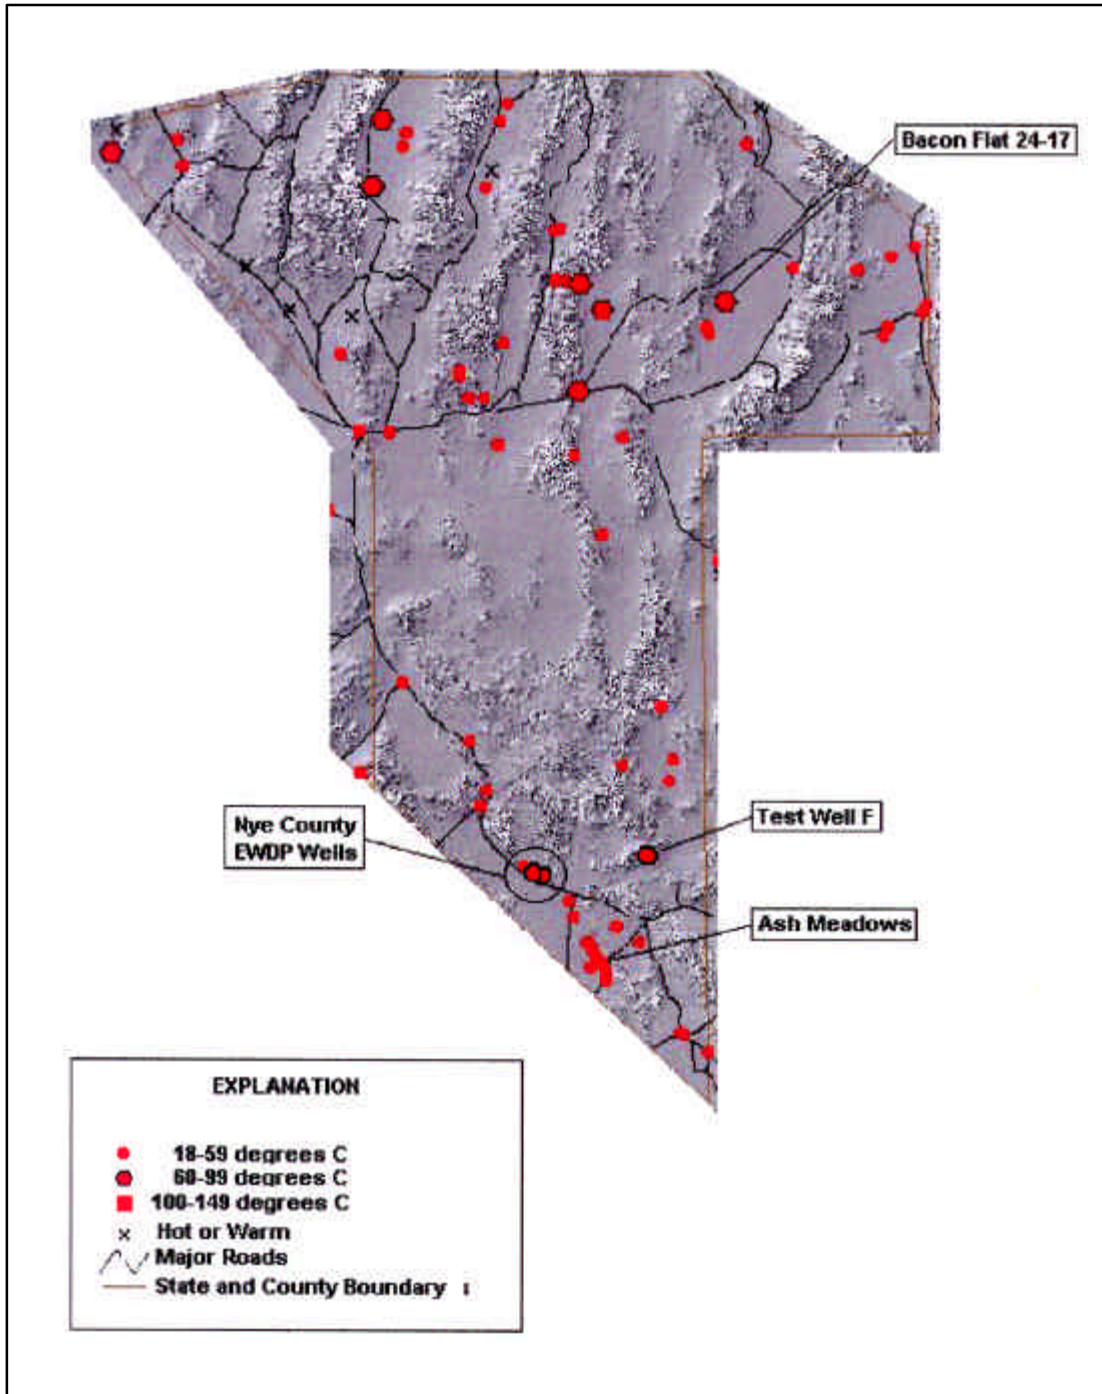 Bacon Flat 24-17
Nye County
EWDP Wells
Test Well F
Ash Meadows
EXPLANATION
18-59 degrees C
60-99 degrees C
100-149 degrees C
Hot or Warm
Major Roads
State and County Boundary